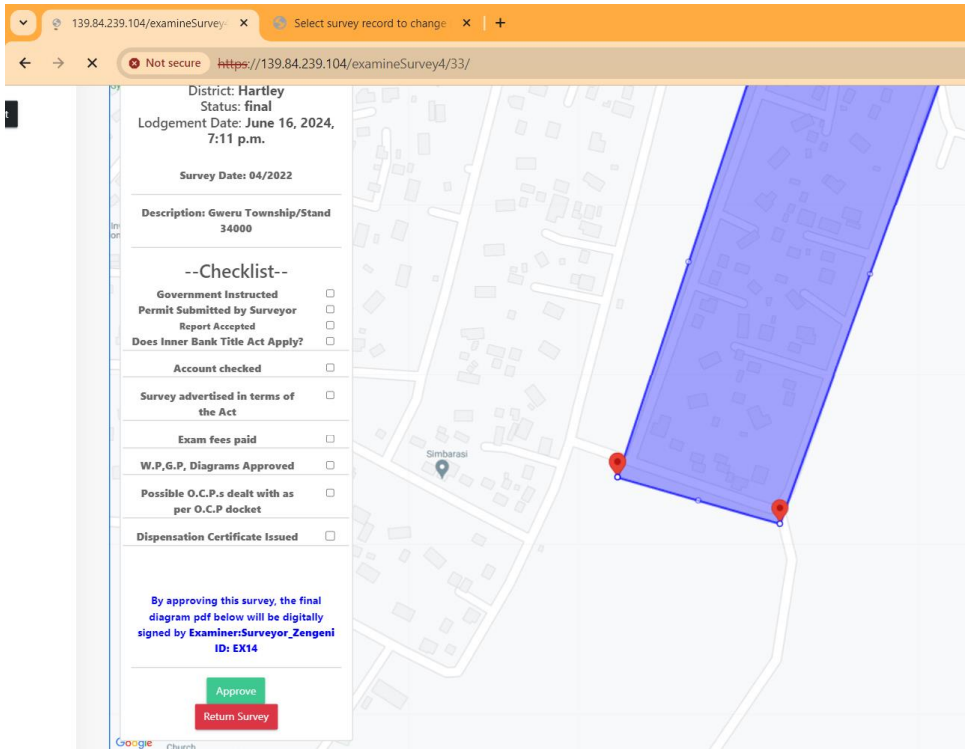 139.84.239.104/examineSurvey4
Select survey record to change
Not secure https://139.84.239.104/examineSurvey4/33/
District: Hartley
Status: final
Lodgement Date: June 16, 2024,
7:11 p.m.
Survey Date: 04/2022
Description: Gweru Township/Stand
34000
--Checklist--
Government Instructed
Permit Submitted by Surveyor
Report Accepted
Does Inner Bank Title Act Apply?
Account checked
Survey advertised in terms of
the Act
Exam fees paid
W.P,G.P, Diagrams Approved
Possible O.C.P.s dealt with as
per O.C.P docket
Dispensation Certificate Issued
By approving this survey, the final
diagram pdf below will be digitally
signed by Examiner:Surveyor_Zengeni
ID: EX14
Approve
Return Survey
Simbarasi
Google
Church